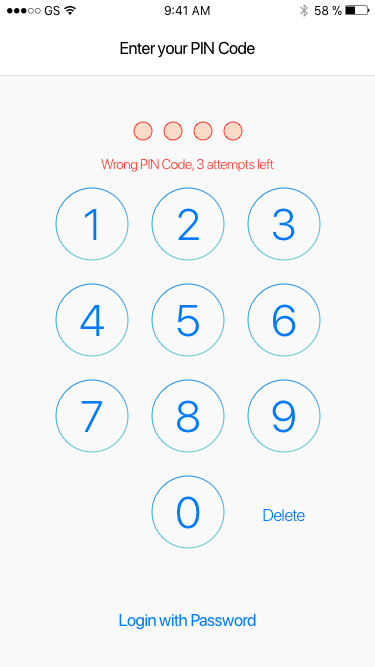 GS 9:41 AM 58 %
Enter your PIN Code
Wrong PIN Code, 3 attempts left
1 2 3
4 5 6
7 8 9
0 Delete
Login with Password